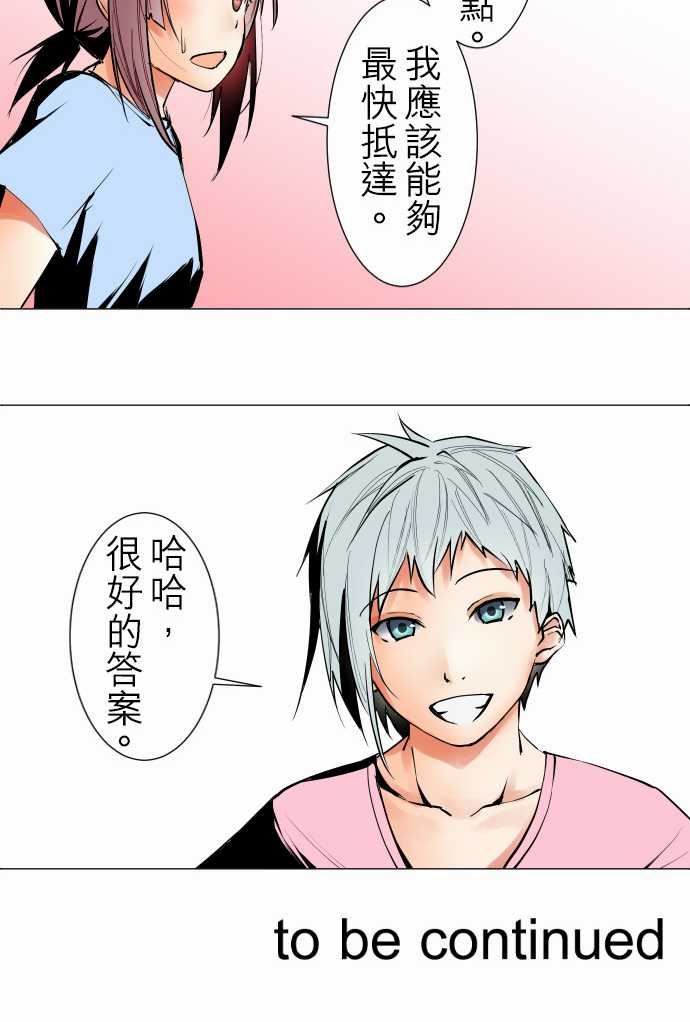 點。
我應該能夠
最快抵達。
哈哈，
很好的答案。
to be continued